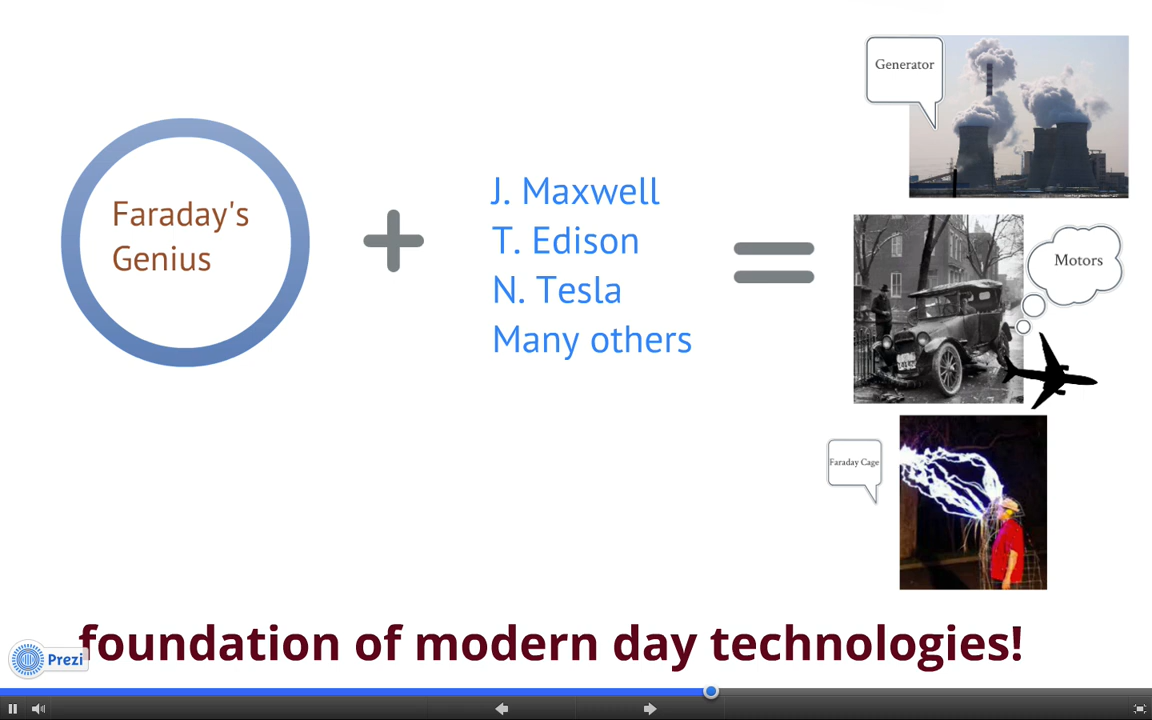 Generator
Faraday's
Genius
J. Maxwell
T. Edison
N. Tesla
Many others
Motors
Faraday Cage
foundation of modern day technologies!
Prezi